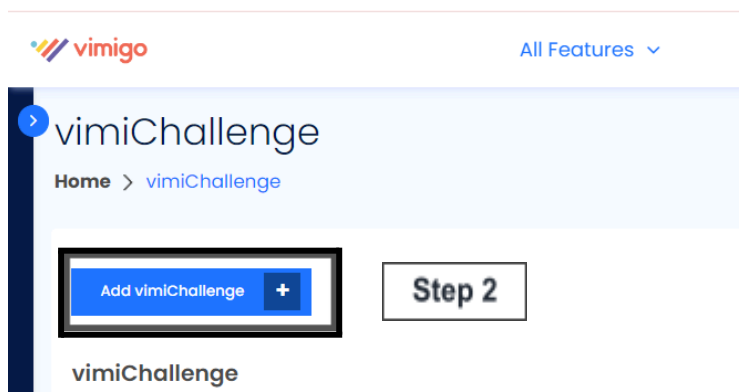 vimigo
All Features
vimiChallenge
Home > vimiChallenge
Add vimiChallenge +
Step 2
vimiChallenge